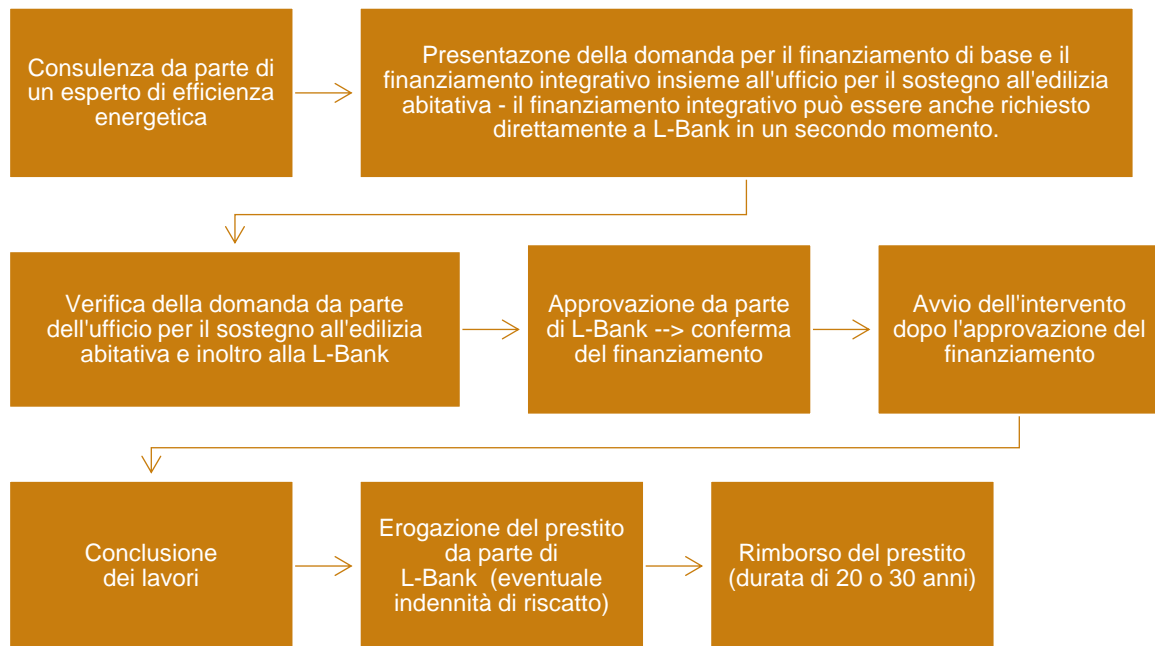 Consulenza da parte di
un esperto di efficienza
energetica
Presentazone della domanda per il finanziamento di base e il
finanziamento integrativo insieme all'ufficio per il sostegno all'edilizia
abitativa - il finanziamento integrativo può essere anche richiesto
direttamente a L-Bank in un secondo momento.
Verifica della domanda da parte
dell'ufficio per il sostegno all'edilizia
abitativa e inoltro alla L-Bank
Approvazione da parte
di L-Bank --> conferma
del finanziamento
Avvio dell'intervento
dopo l'approvazione del
finanziamento
Conclusione
dei lavori
Erogazione del prestito
da parte di
L-Bank  (eventuale
indennità di riscatto)
Rimborso del prestito
(durata di 20 o 30 anni)